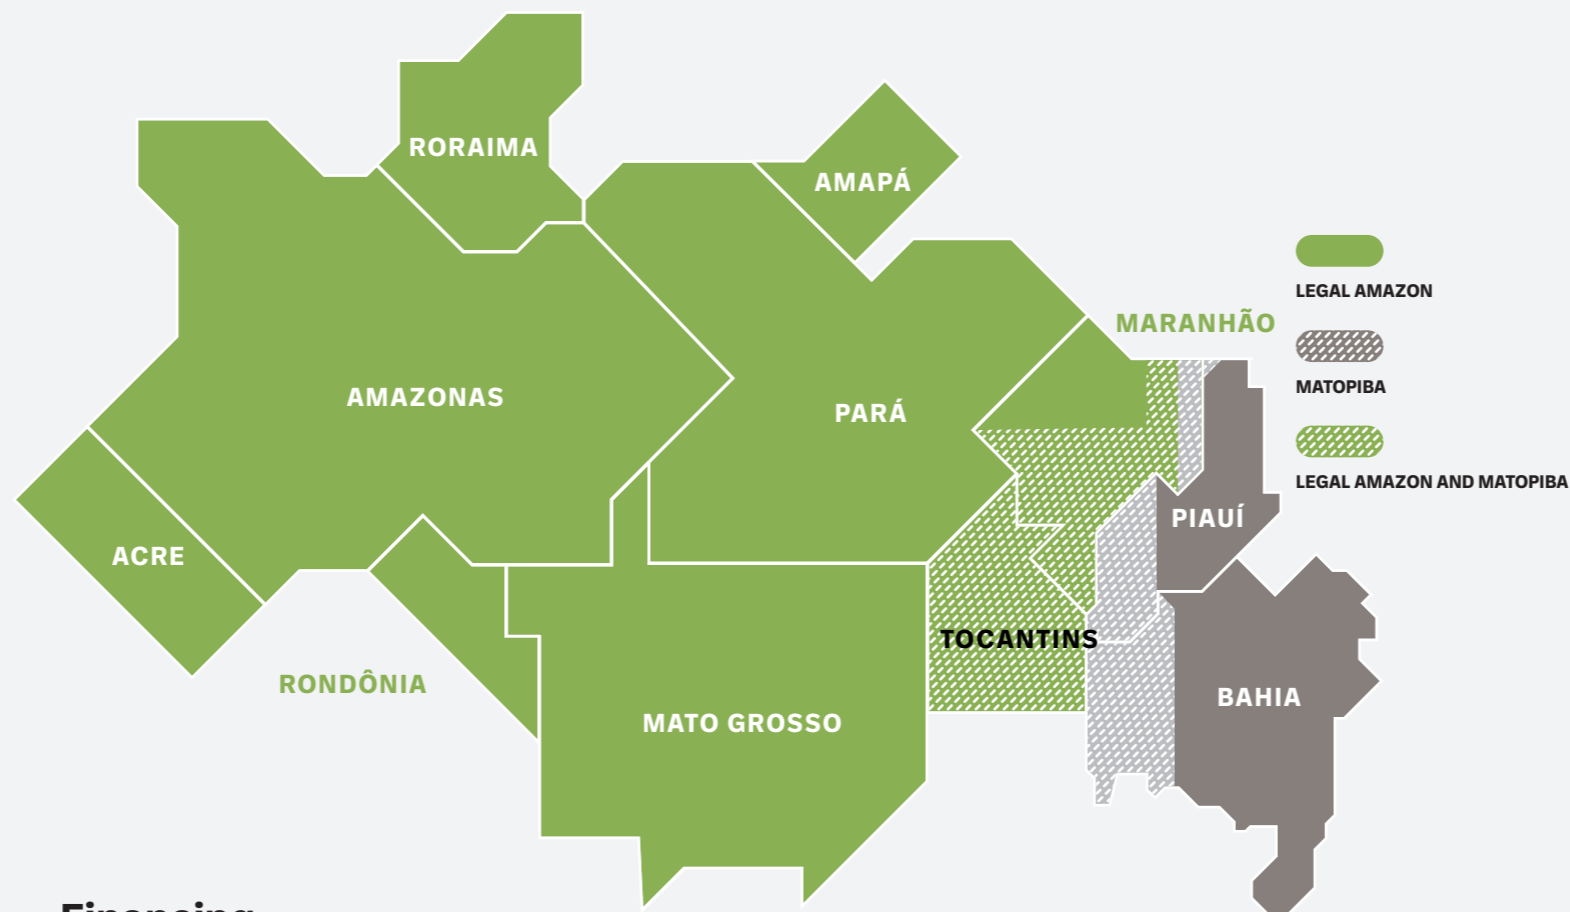 RORAIMA
AMAPÁ
LEGAL AMAZON
MARANHÃO
MATOPIBA
AMAZONAS
PARÁ
LEGAL AMAZON AND MATOPIBA
PIAUÍ
ACRE
TOCANTINS
RONDÔNIA
BAHIA
MATO GROSSO
Financing